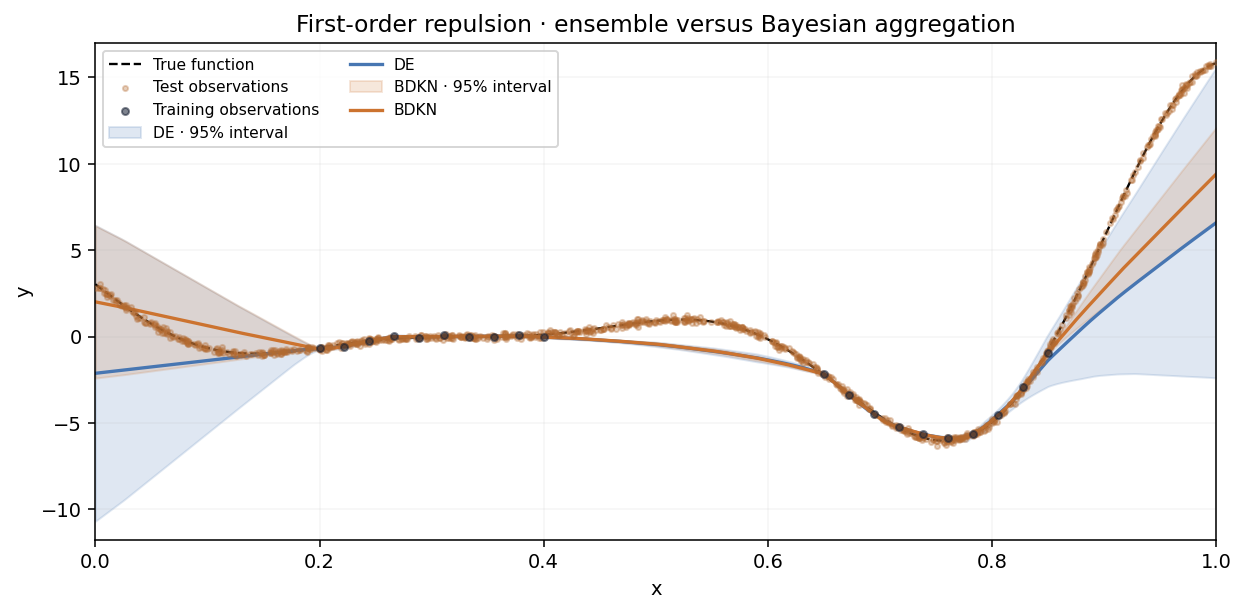 First-order repulsion · ensemble versus Bayesian aggregation
True function
Test observations
Training observations
DE · 95% interval
DE
BDKN · 95% interval
BDKN
y
15
10
5
0
−5
−10
0.0
0.2
0.4
0.6
0.8
1.0
x